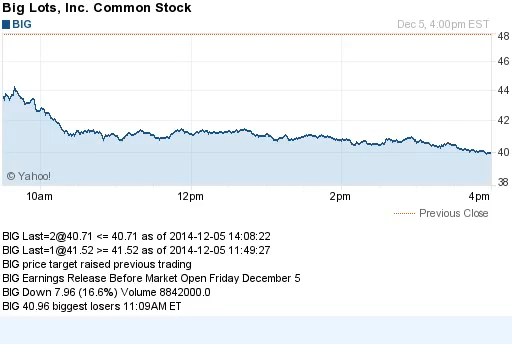 Big Lots, Inc. Common Stock
BIG Dec 5, 4:00pm EST
48
46
44
42
40
38
© Yahoo!
10am 12pm 2pm 4pm
Previous Close
BIG Last=2@40.71 <= 40.71 as of 2014-12-05 14:08:22
BIG Last=1@41.52 >= 41.52 as of 2014-12-05 11:49:27
BIG price target raised previous trading
BIG Earnings Release Before Market Open Friday December 5
BIG Down 7.96 (16.6%) Volume 8842000.0
BIG 40.96 biggest losers 11:09AM ET